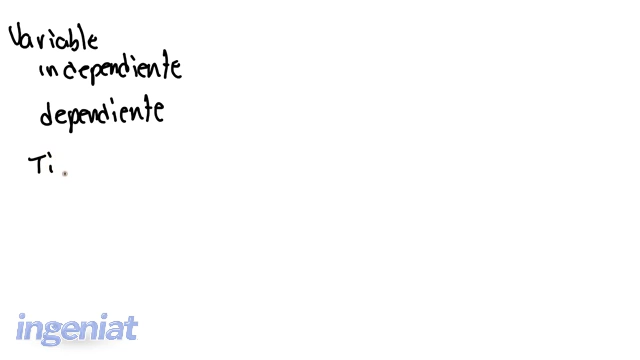 Variable
independiente
dependiente
Ti
ingeniat